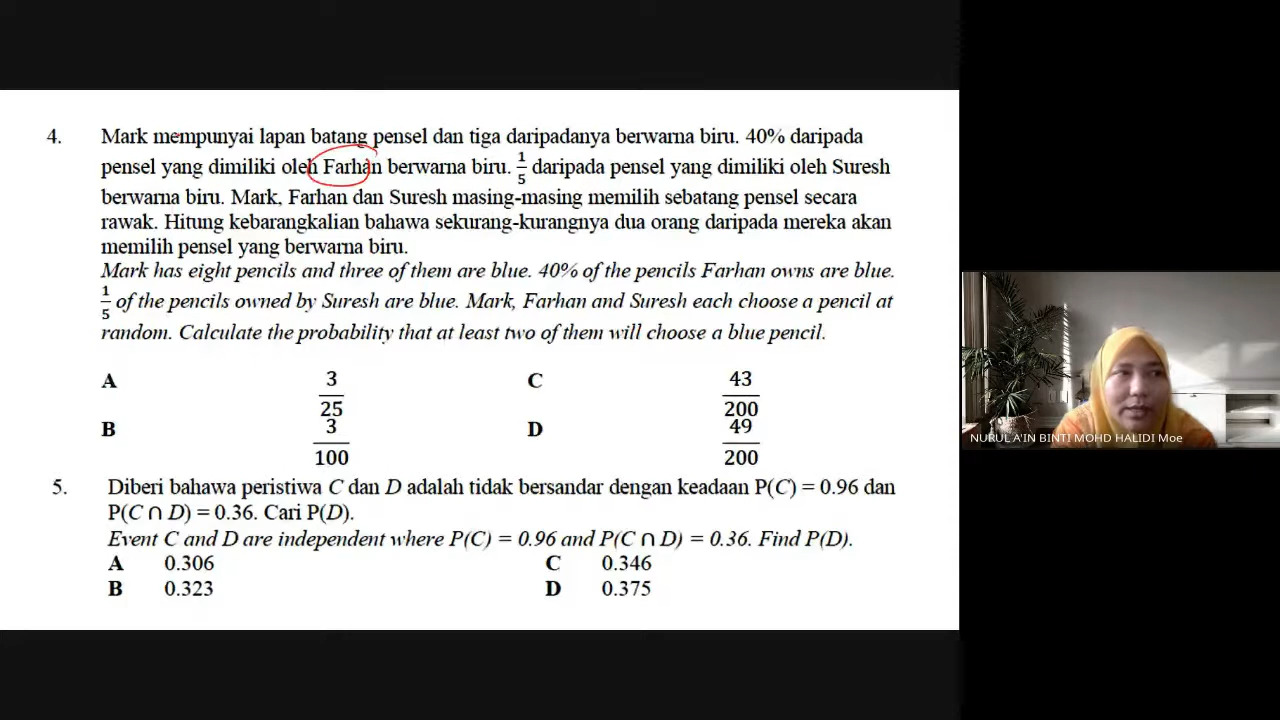 4. Mark mempunyai lapan batang pensel dan tiga daripadanya berwarna biru. 40% daripada
pensel yang dimiliki oleh Farhan berwarna biru. 1/5 daripada pensel yang dimiliki oleh Suresh
berwarna biru. Mark, Farhan dan Suresh masing-masing memilih sebatang pensel secara
rawak. Hitung kebarangkalian bahawa sekurang-kurangnya dua orang daripada mereka akan
memilih pensel yang berwarna biru.
Mark has eight pencils and three of them are blue. 40% of the pencils Farhan owns are blue.
1/5 of the pencils owned by Suresh are blue. Mark, Farhan and Suresh each choose a pencil at
random. Calculate the probability that at least two of them will choose a blue pencil.
A 3/25 C 43/200
B 3/100 D 49/200
5. Diberi bahawa peristiwa C dan D adalah tidak bersandar dengan keadaan P(C) = 0.96 dan
P(C ∩ D) = 0.36. Cari P(D).
Event C and D are independent where P(C) = 0.96 and P(C ∩ D) = 0.36. Find P(D).
A 0.306 C 0.346
B 0.323 D 0.375
NURUL A'IN BINTI MOHD HALIDI Moe